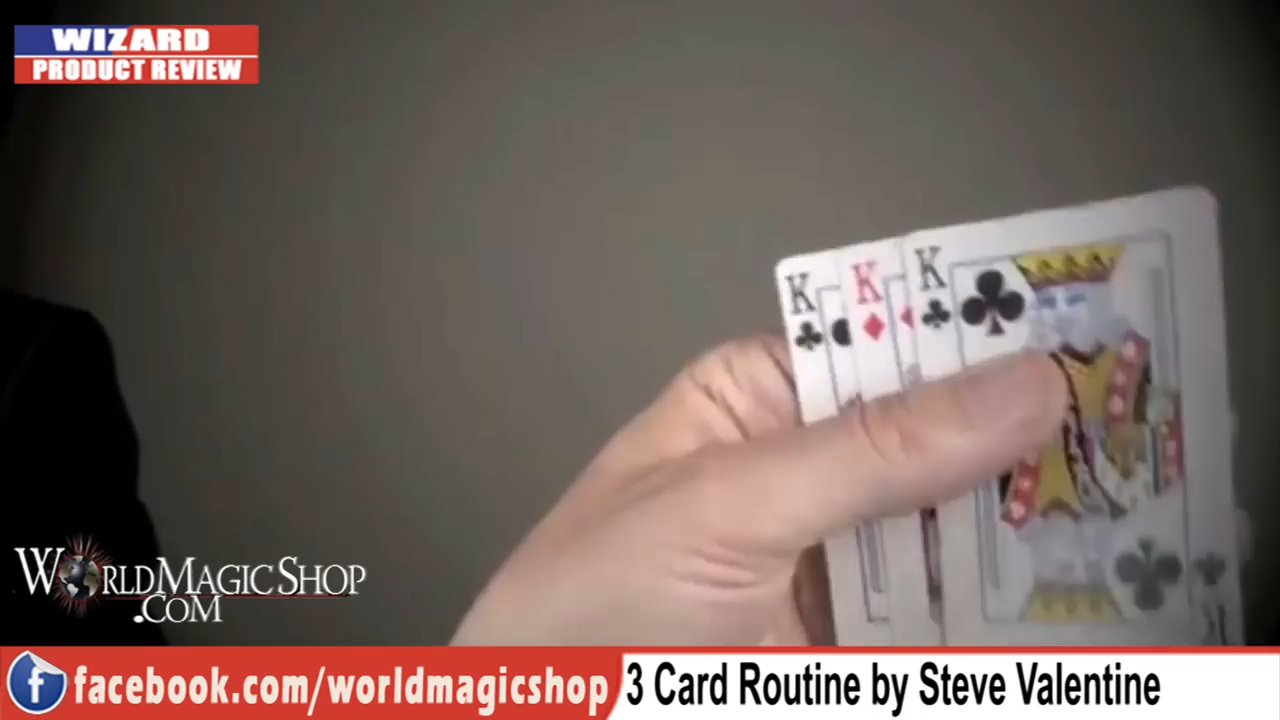 WIZARD
PRODUCT REVIEW
K K K
WORLDMAGICSHOP
.COM
f facebook.com/worldmagicshop
3 Card Routine by Steve Valentine